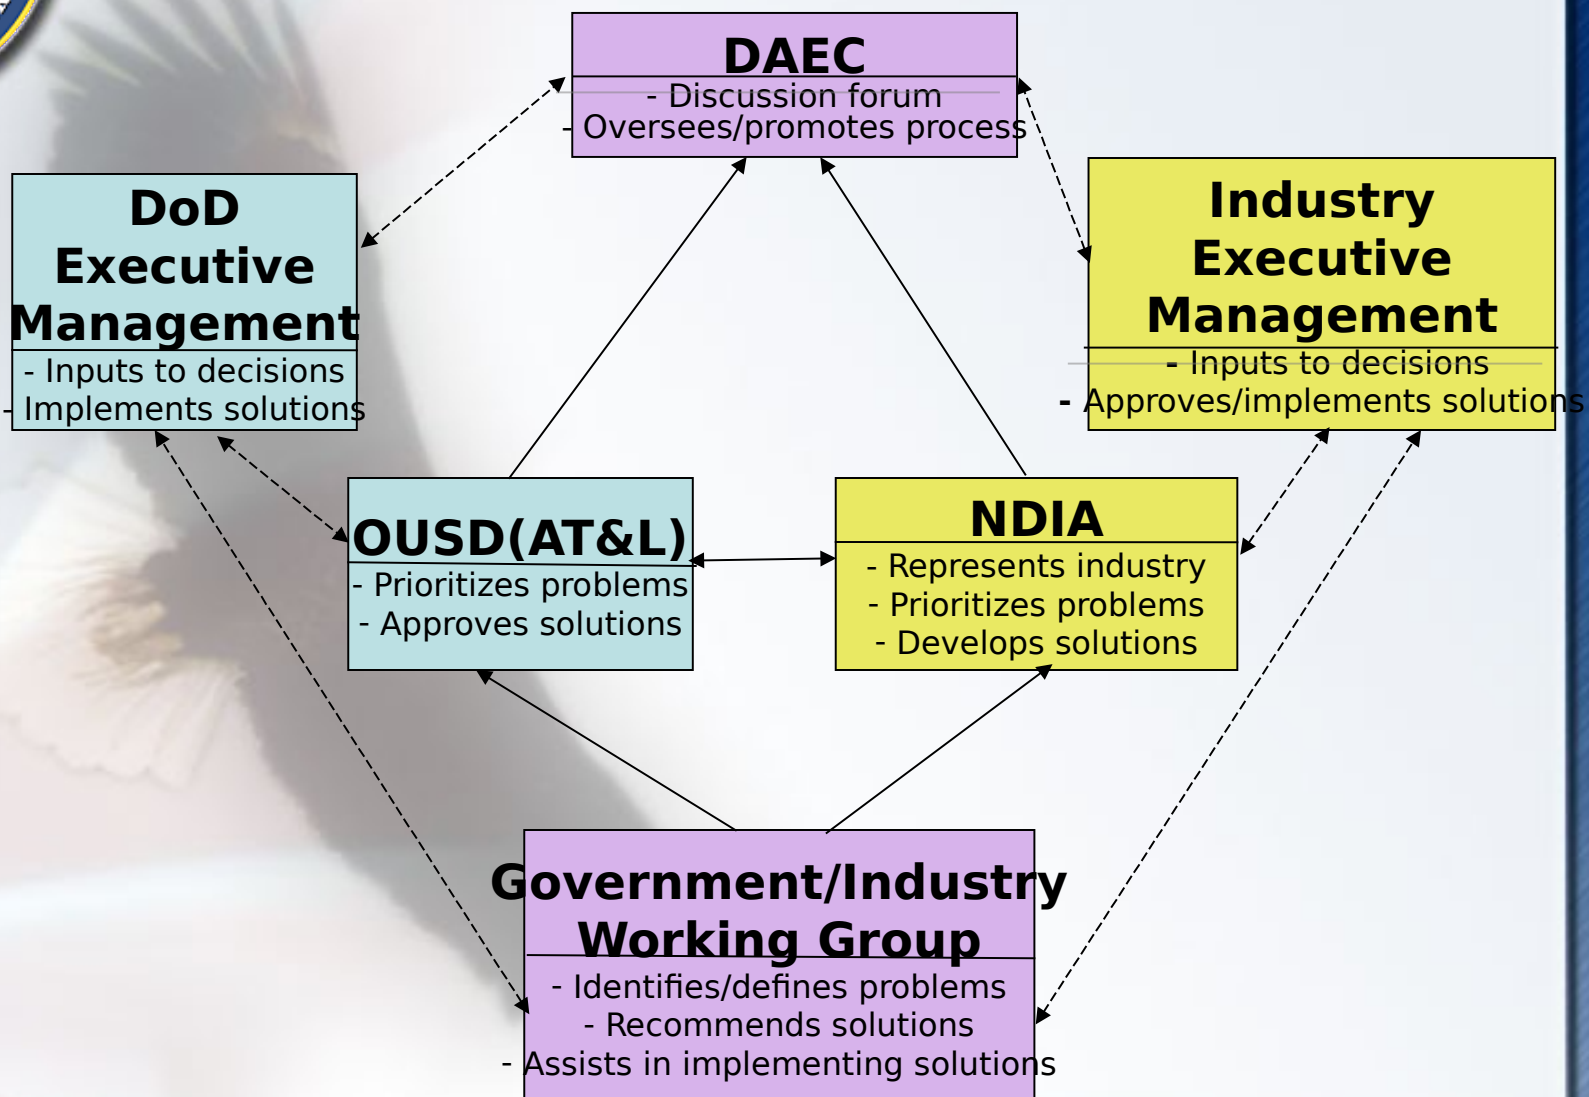 DAEC
- Discussion forum
- Oversees/promotes process
DoD
Executive
Management
- Inputs to decisions
- Implements solutions
Industry
Executive
Management
- Inputs to decisions
- Approves/implements solutions
OUSD(AT&L)
- Prioritizes problems
- Approves solutions
NDIA
- Represents industry
- Prioritizes problems
- Develops solutions
Government/Industry
Working Group
- Identifies/defines problems
- Recommends solutions
- Assists in implementing solutions